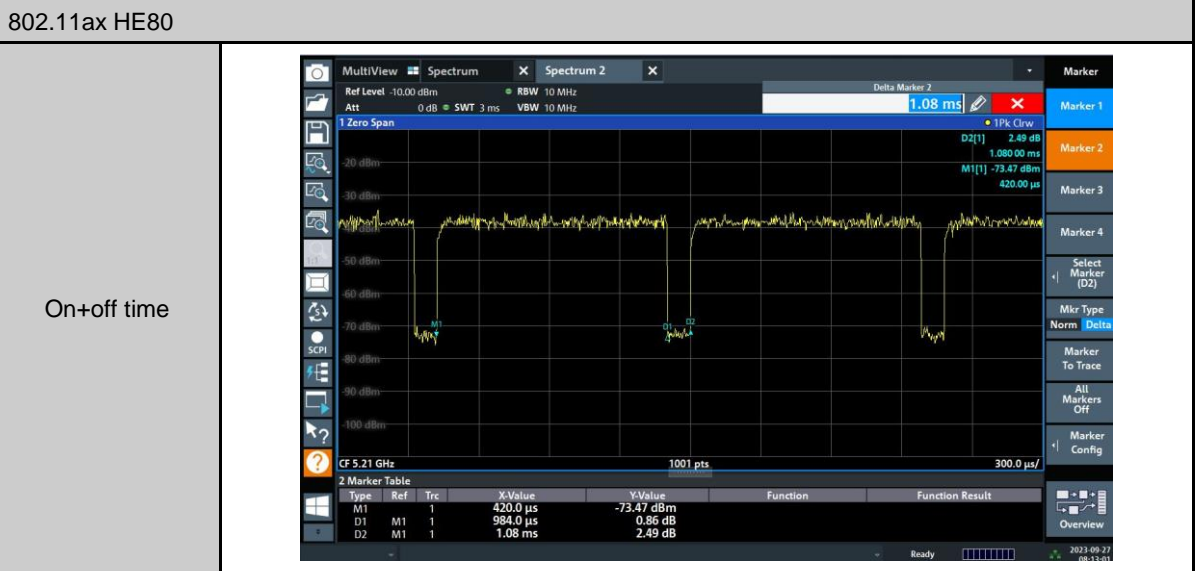 802.11ax HE80
On+off time
MultiView Spectrum X Spectrum 2 X
Ref Level -10.00 dBm RBW 10 MHz
Att 0 dB SWT 3 ms VBW 10 MHz
Delta Marker 2
1.08 ms
1 Zero Span 1Pk Clrw
D2[1] 2.49 dB
1.080 00 ms
M1[1] -73.47 dBm
420.00 µs
-20 dBm
-30 dBm
-50 dBm
-60 dBm
-70 dBm
-80 dBm
-90 dBm
-100 dBm
M1
D1
D2
CF 5.21 GHz 1001 pts 300.0 µs/
2 Marker Table
Type Ref Trc X-Value Y-Value Function Function Result
M1 1 420.0 µs -73.47 dBm
D1 M1 1 984.0 µs 0.86 dB
D2 M1 1 1.08 ms 2.49 dB
Ready
2023-09-27
08:13:01
SCPI
Marker
Marker 1
Marker 2
Marker 3
Marker 4
Select
Marker
(D2)
Mkr Type
Norm Delta
Marker
To Trace
All
Markers
Off
Marker
Config
Overview